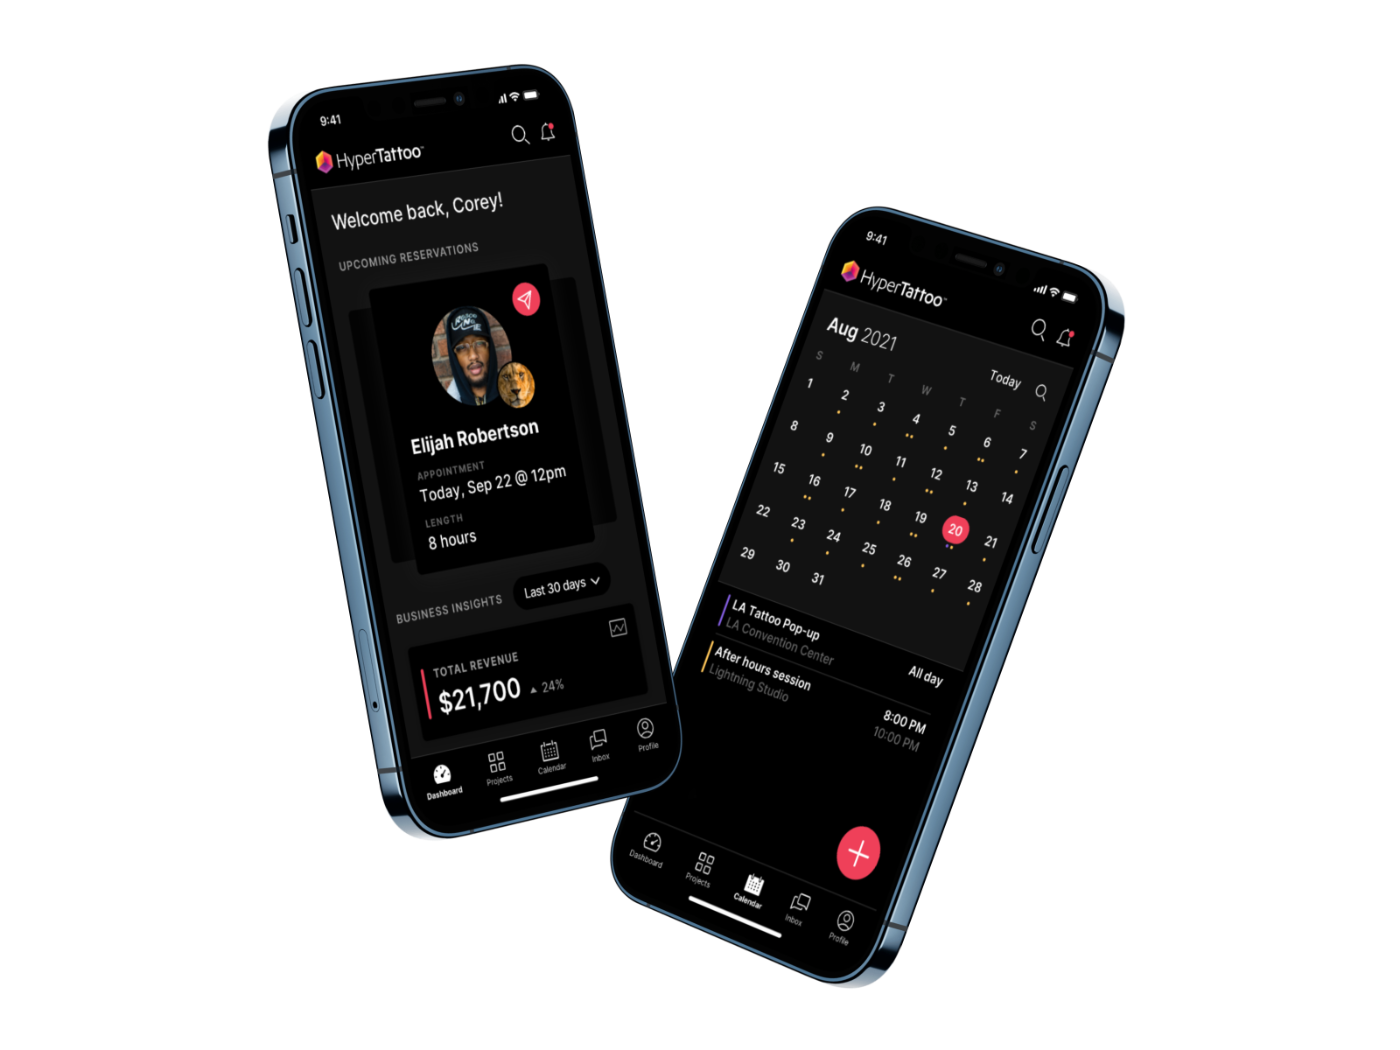 9:41
HyperTattoo™
Welcome back, Corey!
UPCOMING RESERVATIONS
Elijah Robertson
APPOINTMENT
Today, Sep 22 @ 12pm
LENGTH
8 hours
BUSINESS INSIGHTS
Last 30 days
TOTAL REVENUE
$21,700
24%
Dashboard
Projects
Calendar
Inbox
Profile
9:41
HyperTattoo™
Aug 2021
Today
S M T W T F S
1 2 3 4 5 6 7
8 9 10 11 12 13 14
15 16 17 18 19 20 21
22 23 24 25 26 27 28
29 30 31
LA Tattoo Pop-up
LA Convention Center
All day
After hours session
Lightning Studio
8:00 PM
10:00 PM
Dashboard
Projects
Calendar
Inbox
Profile